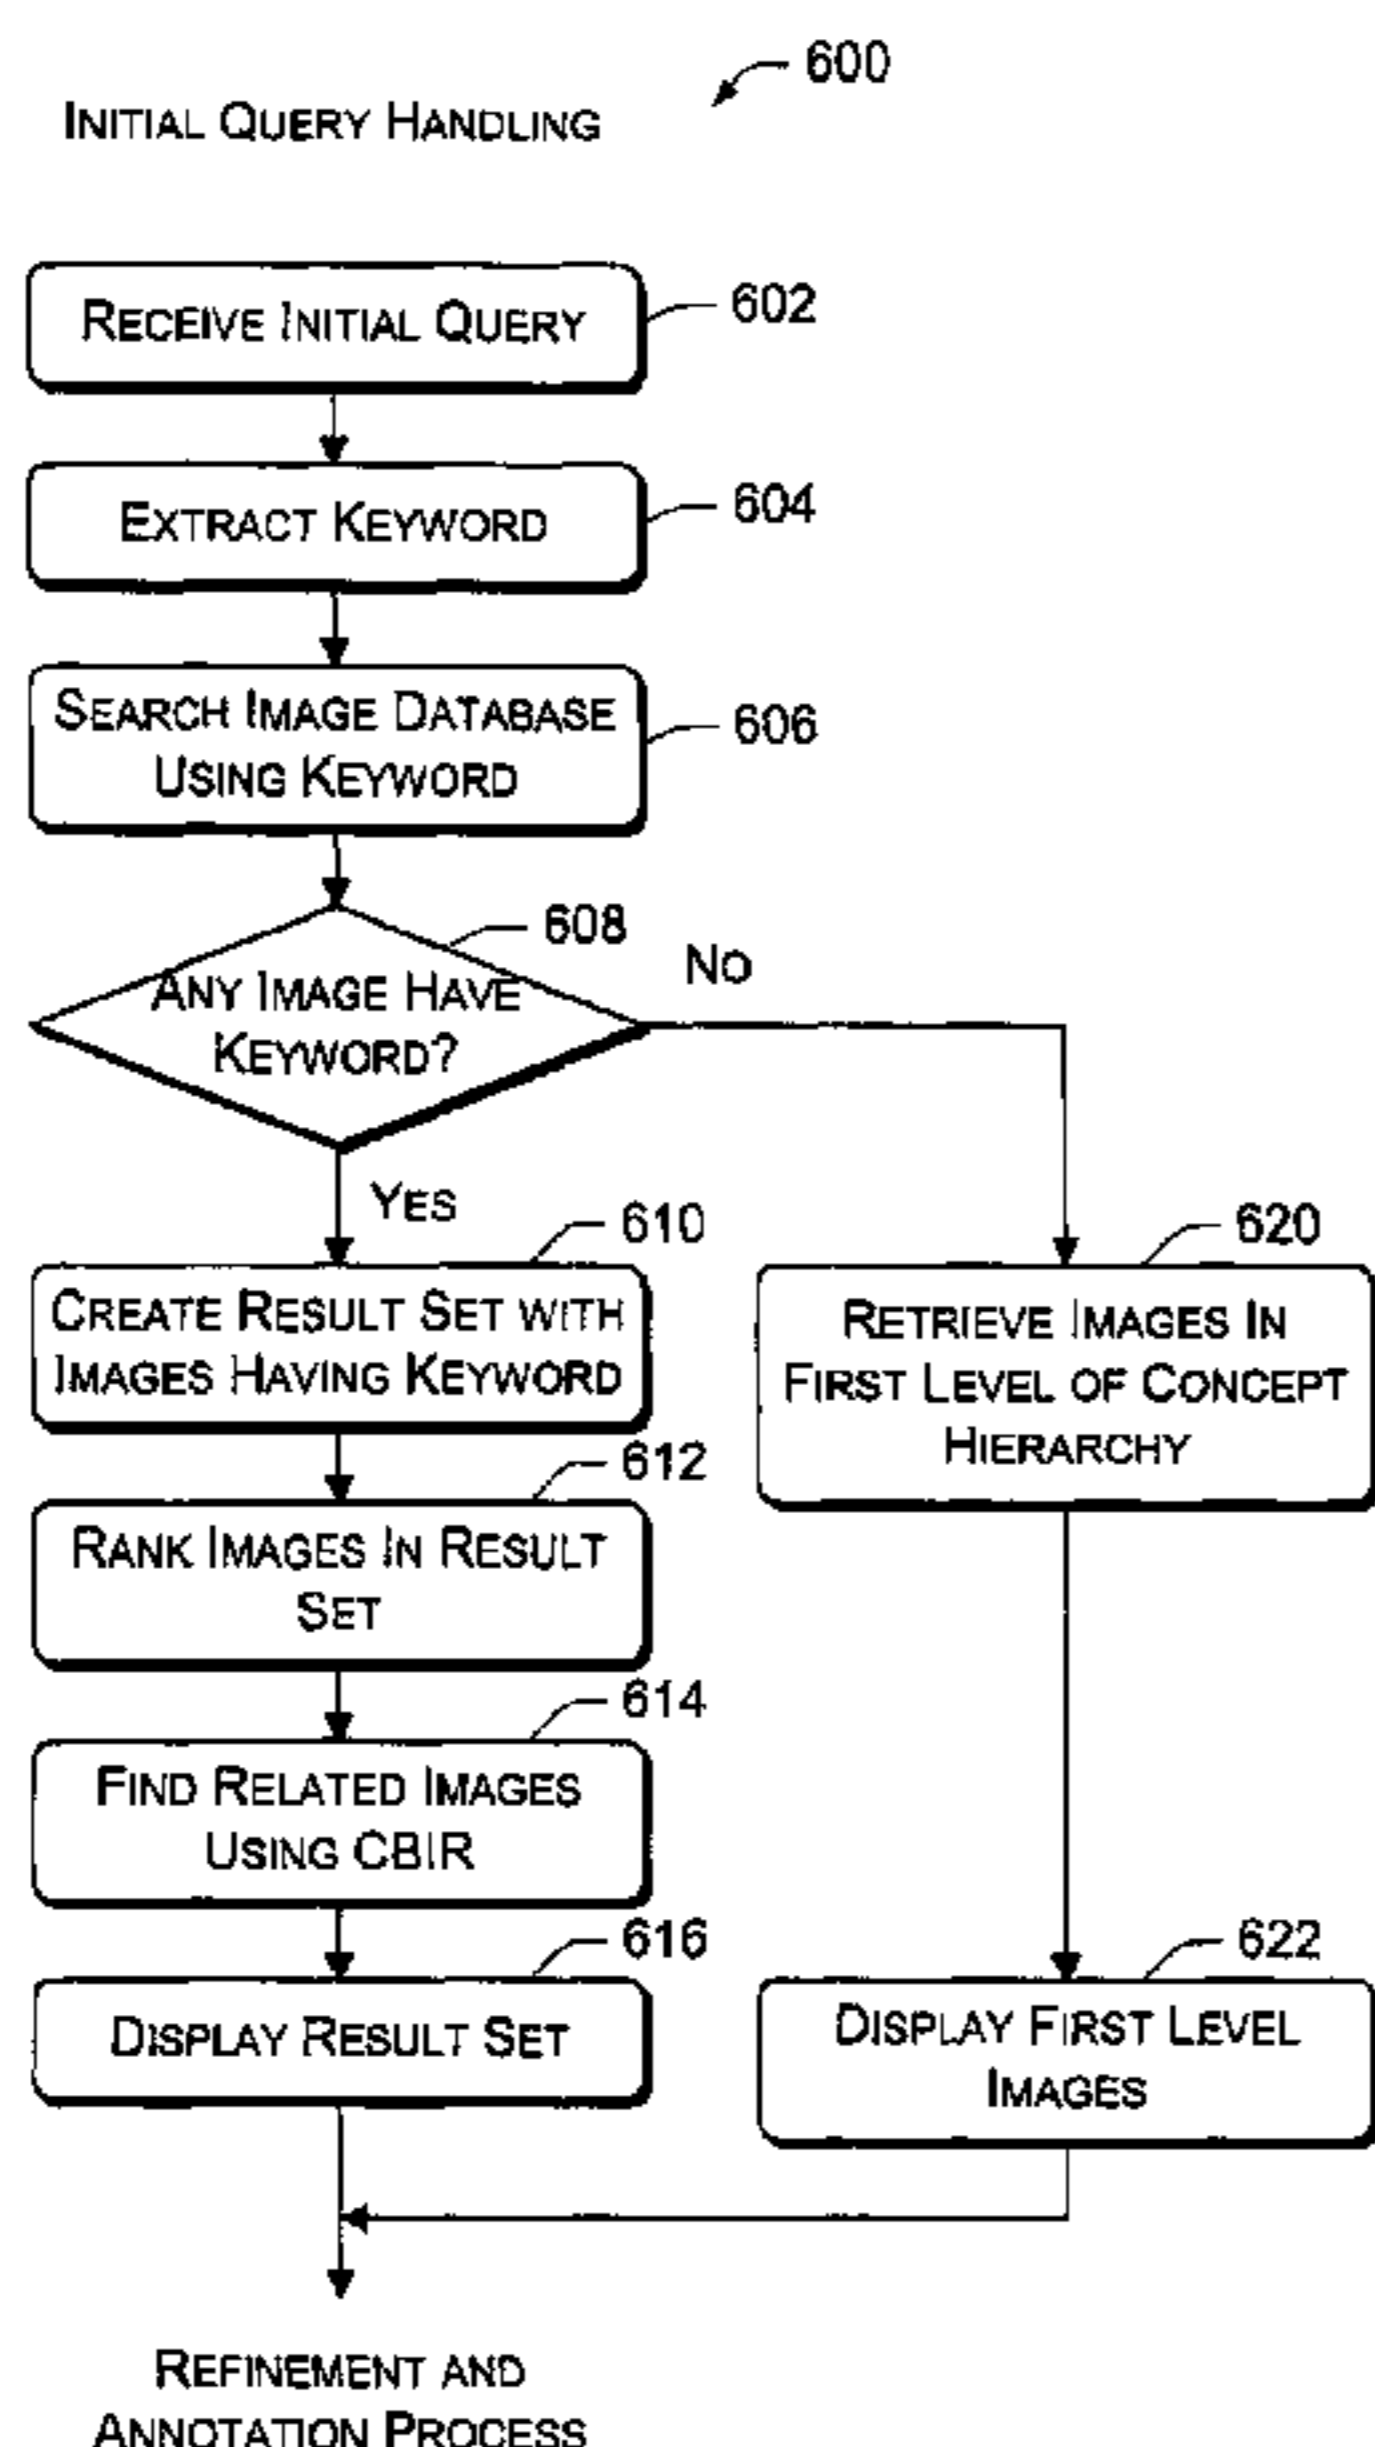 600
INITIAL QUERY HANDLING
RECEIVE INITIAL QUERY
602
EXTRACT KEYWORD
604
SEARCH IMAGE DATABASE
USING KEYWORD
606
608
ANY IMAGE HAVE
KEYWORD?
NO
YES
610
CREATE RESULT SET WITH
IMAGES HAVING KEYWORD
620
RETRIEVE IMAGES IN
FIRST LEVEL OF CONCEPT
HIERARCHY
612
RANK IMAGES IN RESULT
SET
614
FIND RELATED IMAGES
USING CBIR
616
DISPLAY RESULT SET
622
DISPLAY FIRST LEVEL
IMAGES
REFINEMENT AND
ANNOTATION PROCESS